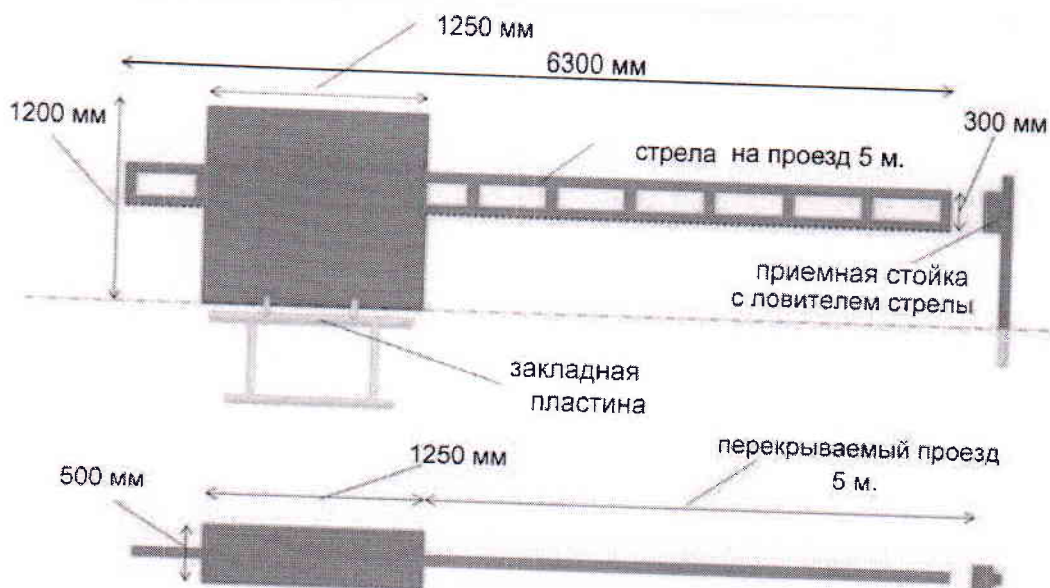 1250 мм
6300 мм
1200 мм
300 мм
стрела на проезд 5 м.
приемная стойка
с ловителем стрелы
закладная
пластина
1250 мм
перекрываемый проезд
5 м.
500 мм